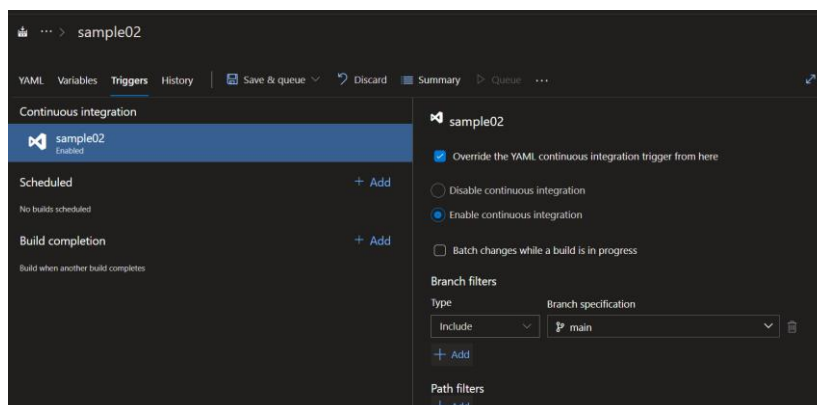 ··· > sample02
YAML Variables Triggers History Save & queue Discard Summary Queue ···
Continuous integration
sample02
Enabled
Scheduled + Add
No builds scheduled
Build completion + Add
Build when another build completes
sample02
Override the YAML continuous integration trigger from here
Disable continuous integration
Enable continuous integration
Batch changes while a build is in progress
Branch filters
Type Branch specification
Include main
+ Add
Path filters
+ Add